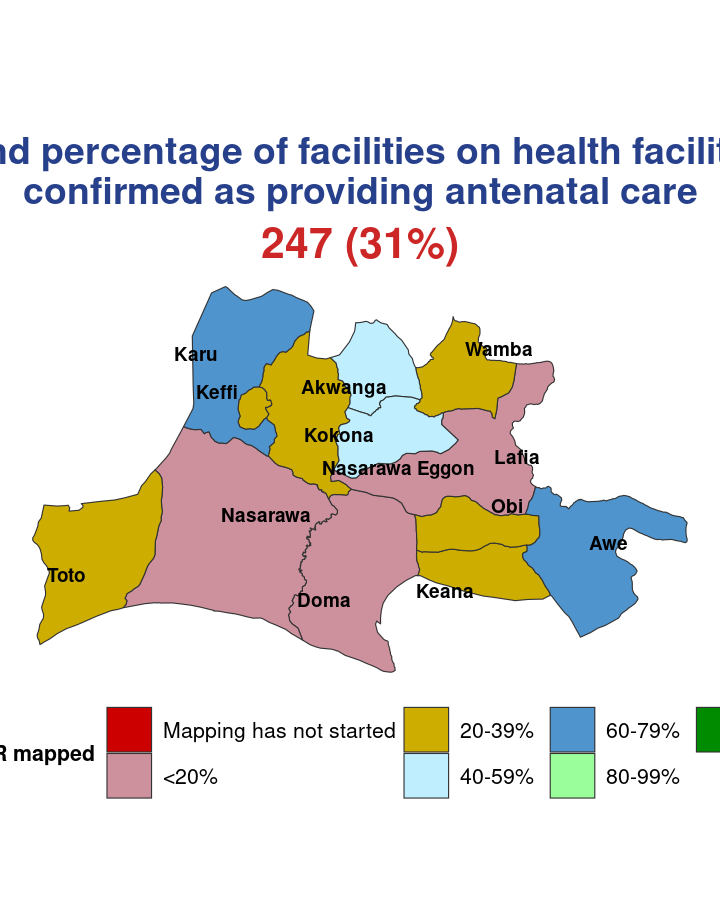 nd percentage of facilities on health facilit
confirmed as providing antenatal care
247 (31%)
Wamba
Karu
Akwanga
Keffi
Kokona
Lafia
Nasarawa Eggon
Obi
Nasarawa
Awe
Toto
Keana
Doma
R mapped
Mapping has not started
20-39%
60-79%
<20%
40-59%
80-99%